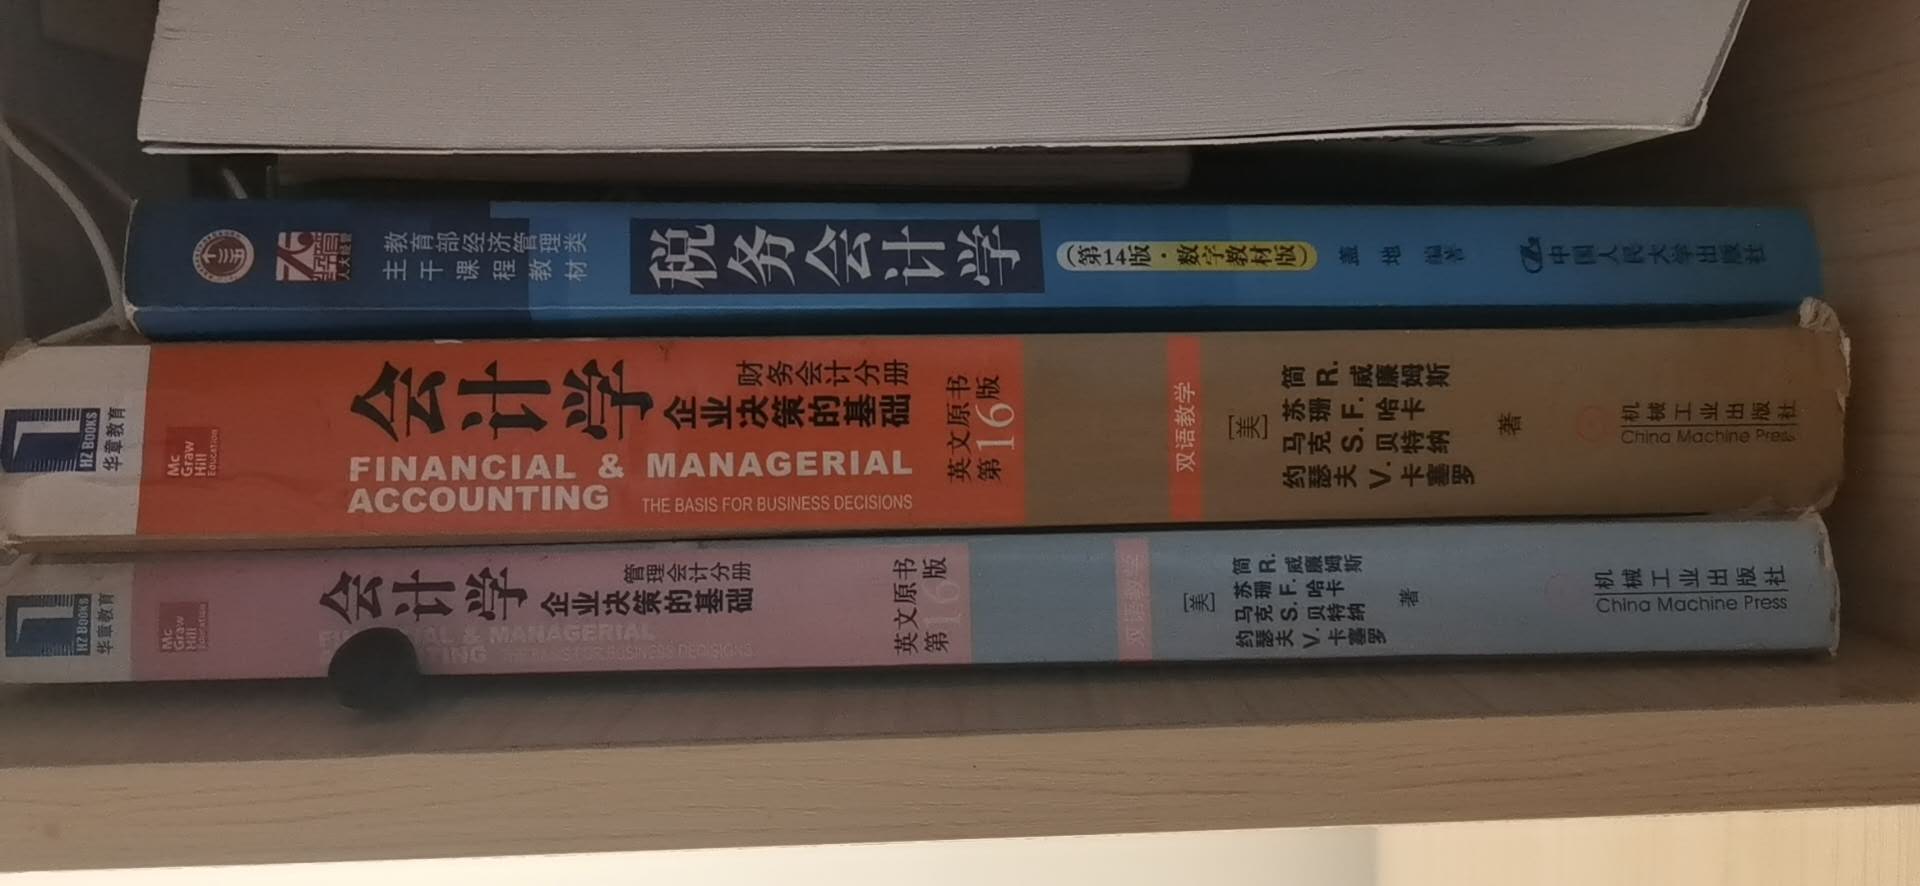 教育部经济管理类
主干课程教材
税务会计学
(第14版·数字教材版)
盖地 编著
中国人民大学出版社
HZ BOOKS
华章教育
Mc
Graw
Hill
Education
会计学
企业决策的基础
财务会计分册
FINANCIAL & MANAGERIAL
ACCOUNTING
THE BASIS FOR BUSINESS DECISIONS
英文原书
第16版
双语教学
[美]
简 R. 威廉姆斯
苏珊 F. 哈卡
马克 S. 贝特纳
约瑟夫 V. 卡塞罗
著
机械工业出版社
China Machine Press
HZ BOOKS
华章教育
Mc
Graw
Hill
Education
会计学
企业决策的基础
管理会计分册
& MANAGERIAL
THE BASIS FOR BUSINESS DECISIONS
英文原书
第16版
双语教学
[美]
简 R. 威廉姆斯
苏珊 F. 哈卡
马克 S. 贝特纳
约瑟夫 V. 卡塞罗
著
机械工业出版社
China Machine Press